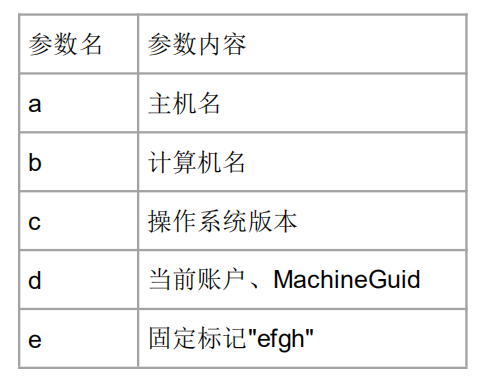 参数名 参数内容
a 主机名
b 计算机名
c 操作系统版本
d 当前账户、MachineGuid
e 固定标记"efgh"